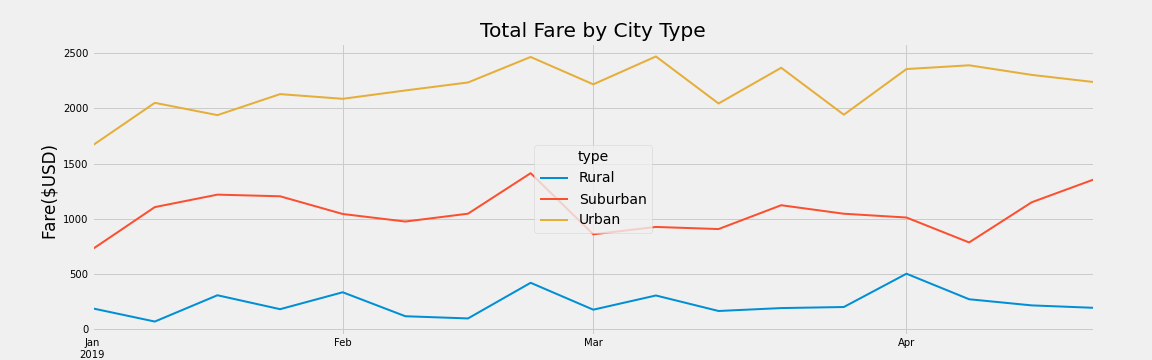 Total Fare by City Type
Fare($USD)
2500
2000
1500
1000
500
0
type
Rural
Suburban
Urban
Jan
2019
Feb
Mar
Apr